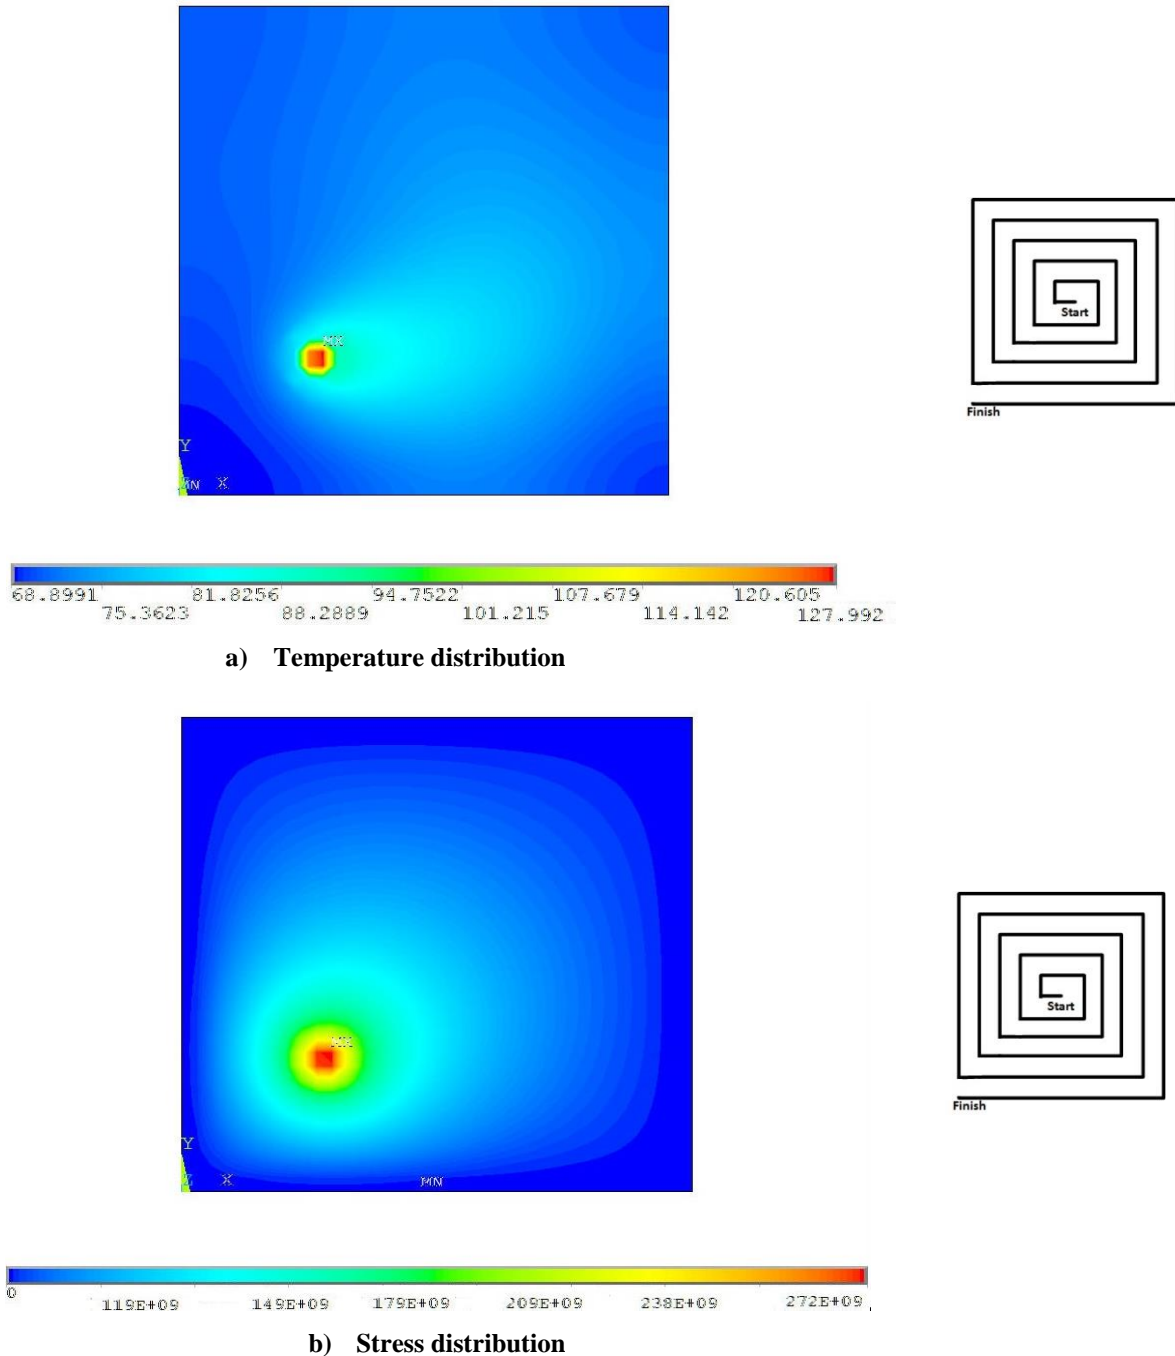 MX
Start
Finish
Y
MN X
68.8991 81.8256 94.7522 107.679 120.605
75.3623 88.2889 101.215 114.142 127.992
a) Temperature distribution
MX
Start
Finish
Y
Z X MN
0 119E+09 149E+09 179E+09 209E+09 238E+09 272E+09
b) Stress distribution